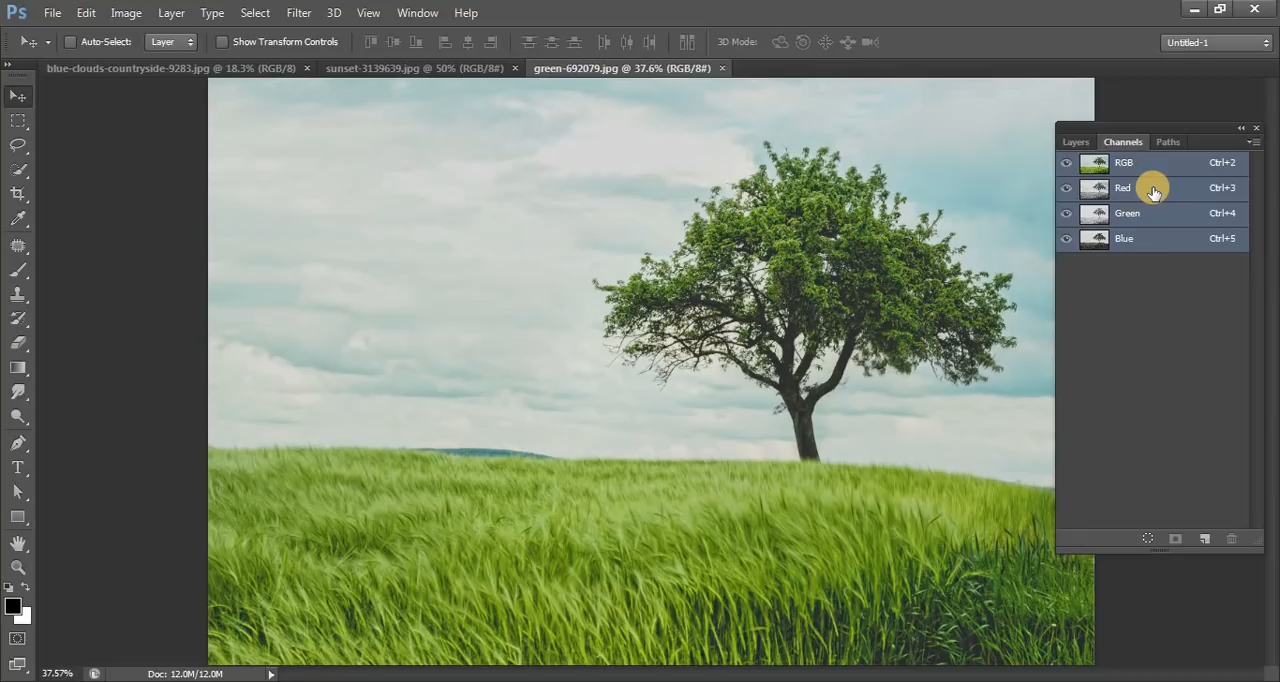 Ps File Edit Image Layer Type Select Filter 3D View Window Help
Auto-Select: Layer Show Transform Controls 3D Mode: Untitled-1
blue-clouds-countryside-9283.jpg @ 18.3% (RGB/8) × sunset-3139639.jpg @ 50% (RGB/8#) × green-692079.jpg @ 37.6% (RGB/8#) ×
Layers Channels Paths
RGB Ctrl+2
Red Ctrl+3
Green Ctrl+4
Blue Ctrl+5
T
37.57% Doc: 12.0M/12.0M